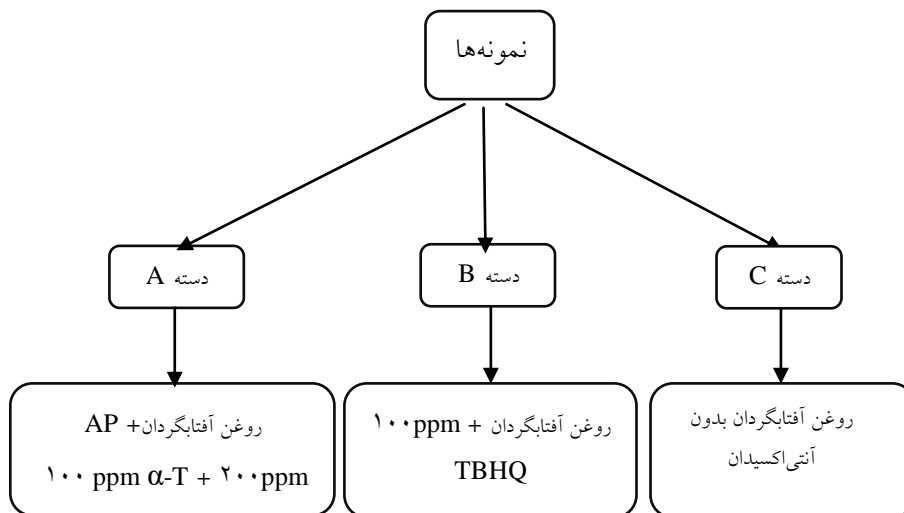 نمونه‌ها
دسته A
دسته B
دسته C
روغن آفتابگردان+ AP
۱۰۰ ppm α-T + ۲۰۰ppm
روغن آفتابگردان + ۱۰۰ppm
TBHQ
روغن آفتابگردان بدون
آنتی‌اکسیدان